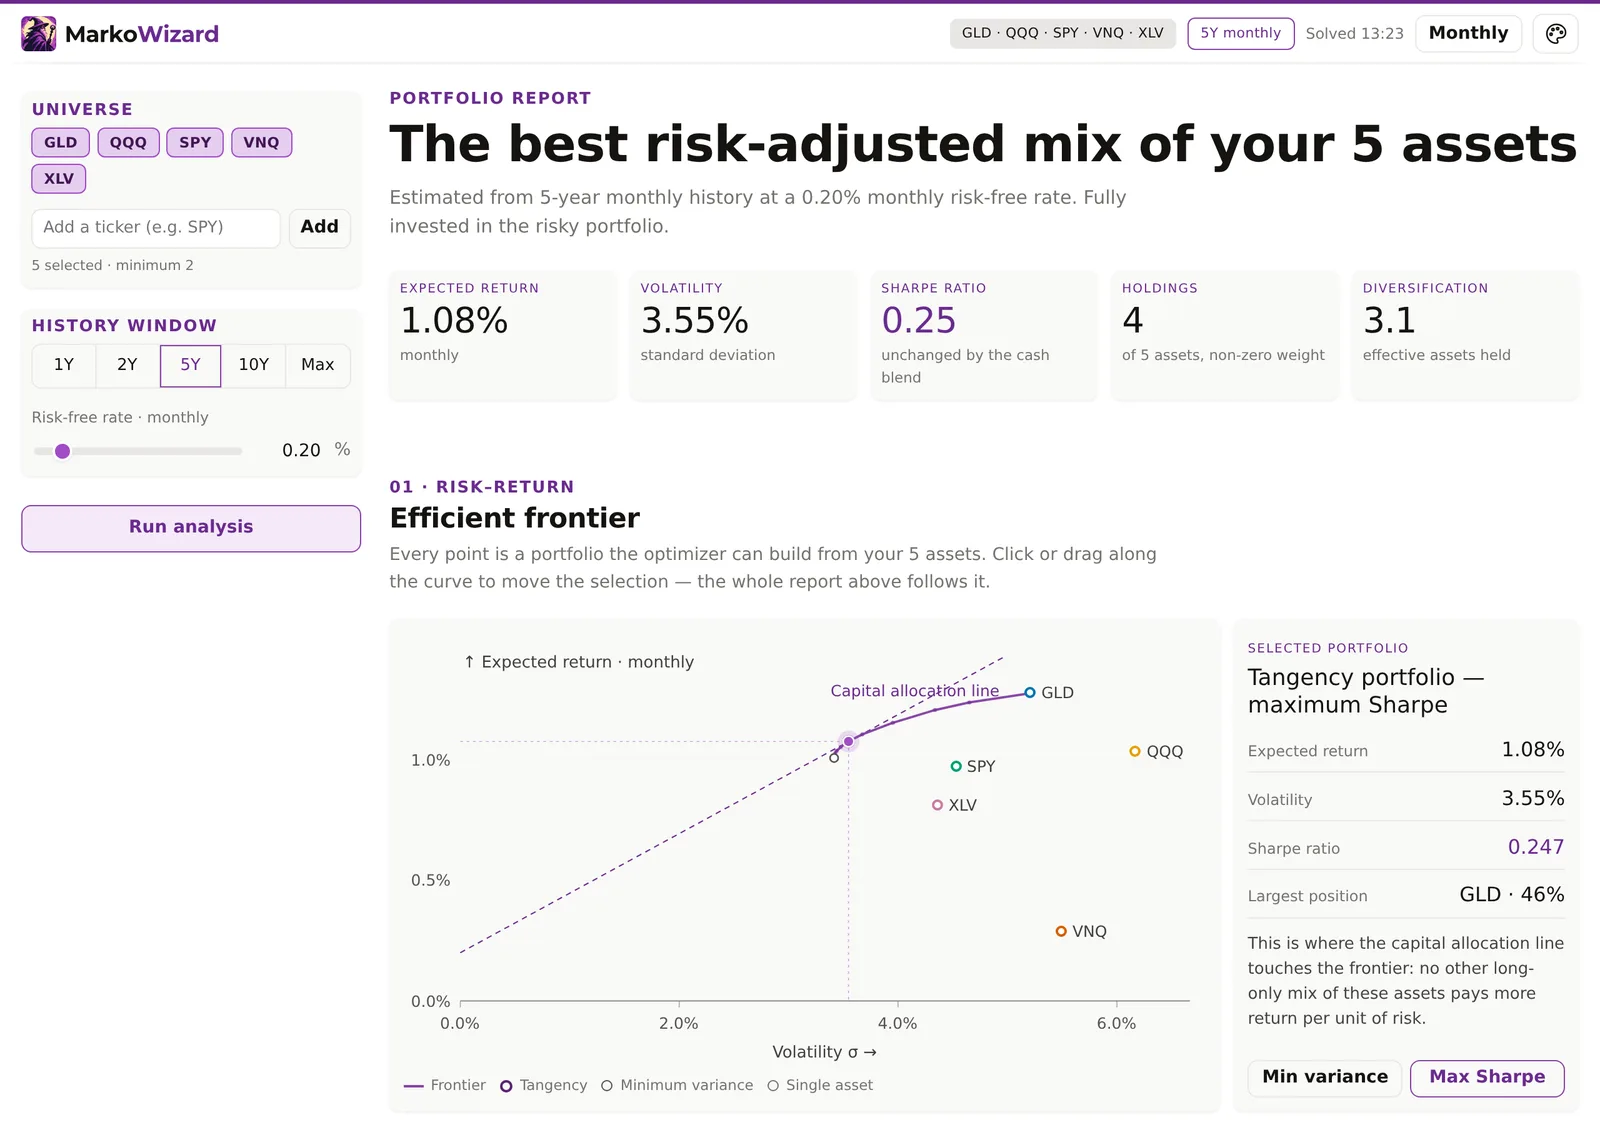 MarkoWizard
GLD · QQQ · SPY · VNQ · XLV
5Y monthly
Solved 13:23
Monthly
UNIVERSE
GLD
QQQ
SPY
VNQ
XLV
Add a ticker (e.g. SPY)
Add
5 selected · minimum 2
HISTORY WINDOW
1Y
2Y
5Y
10Y
Max
Risk-free rate · monthly
0.20 %
Run analysis
PORTFOLIO REPORT
The best risk-adjusted mix of your 5 assets
Estimated from 5-year monthly history at a 0.20% monthly risk-free rate. Fully
invested in the risky portfolio.
EXPECTED RETURN
1.08%
monthly
VOLATILITY
3.55%
standard deviation
SHARPE RATIO
0.25
unchanged by the cash
blend
HOLDINGS
4
of 5 assets, non-zero weight
DIVERSIFICATION
3.1
effective assets held
01 · RISK–RETURN
Efficient frontier
Every point is a portfolio the optimizer can build from your 5 assets. Click or drag along
the curve to move the selection — the whole report above follows it.
↑ Expected return · monthly
Capital allocation line
GLD
QQQ
SPY
XLV
VNQ
1.0%
0.5%
0.0%
0.0%
2.0%
4.0%
6.0%
Volatility σ →
Frontier
Tangency
Minimum variance
Single asset
SELECTED PORTFOLIO
Tangency portfolio —
maximum Sharpe
Expected return 1.08%
Volatility 3.55%
Sharpe ratio 0.247
Largest position GLD · 46%
This is where the capital allocation line
touches the frontier: no other long-
only mix of these assets pays more
return per unit of risk.
Min variance
Max Sharpe